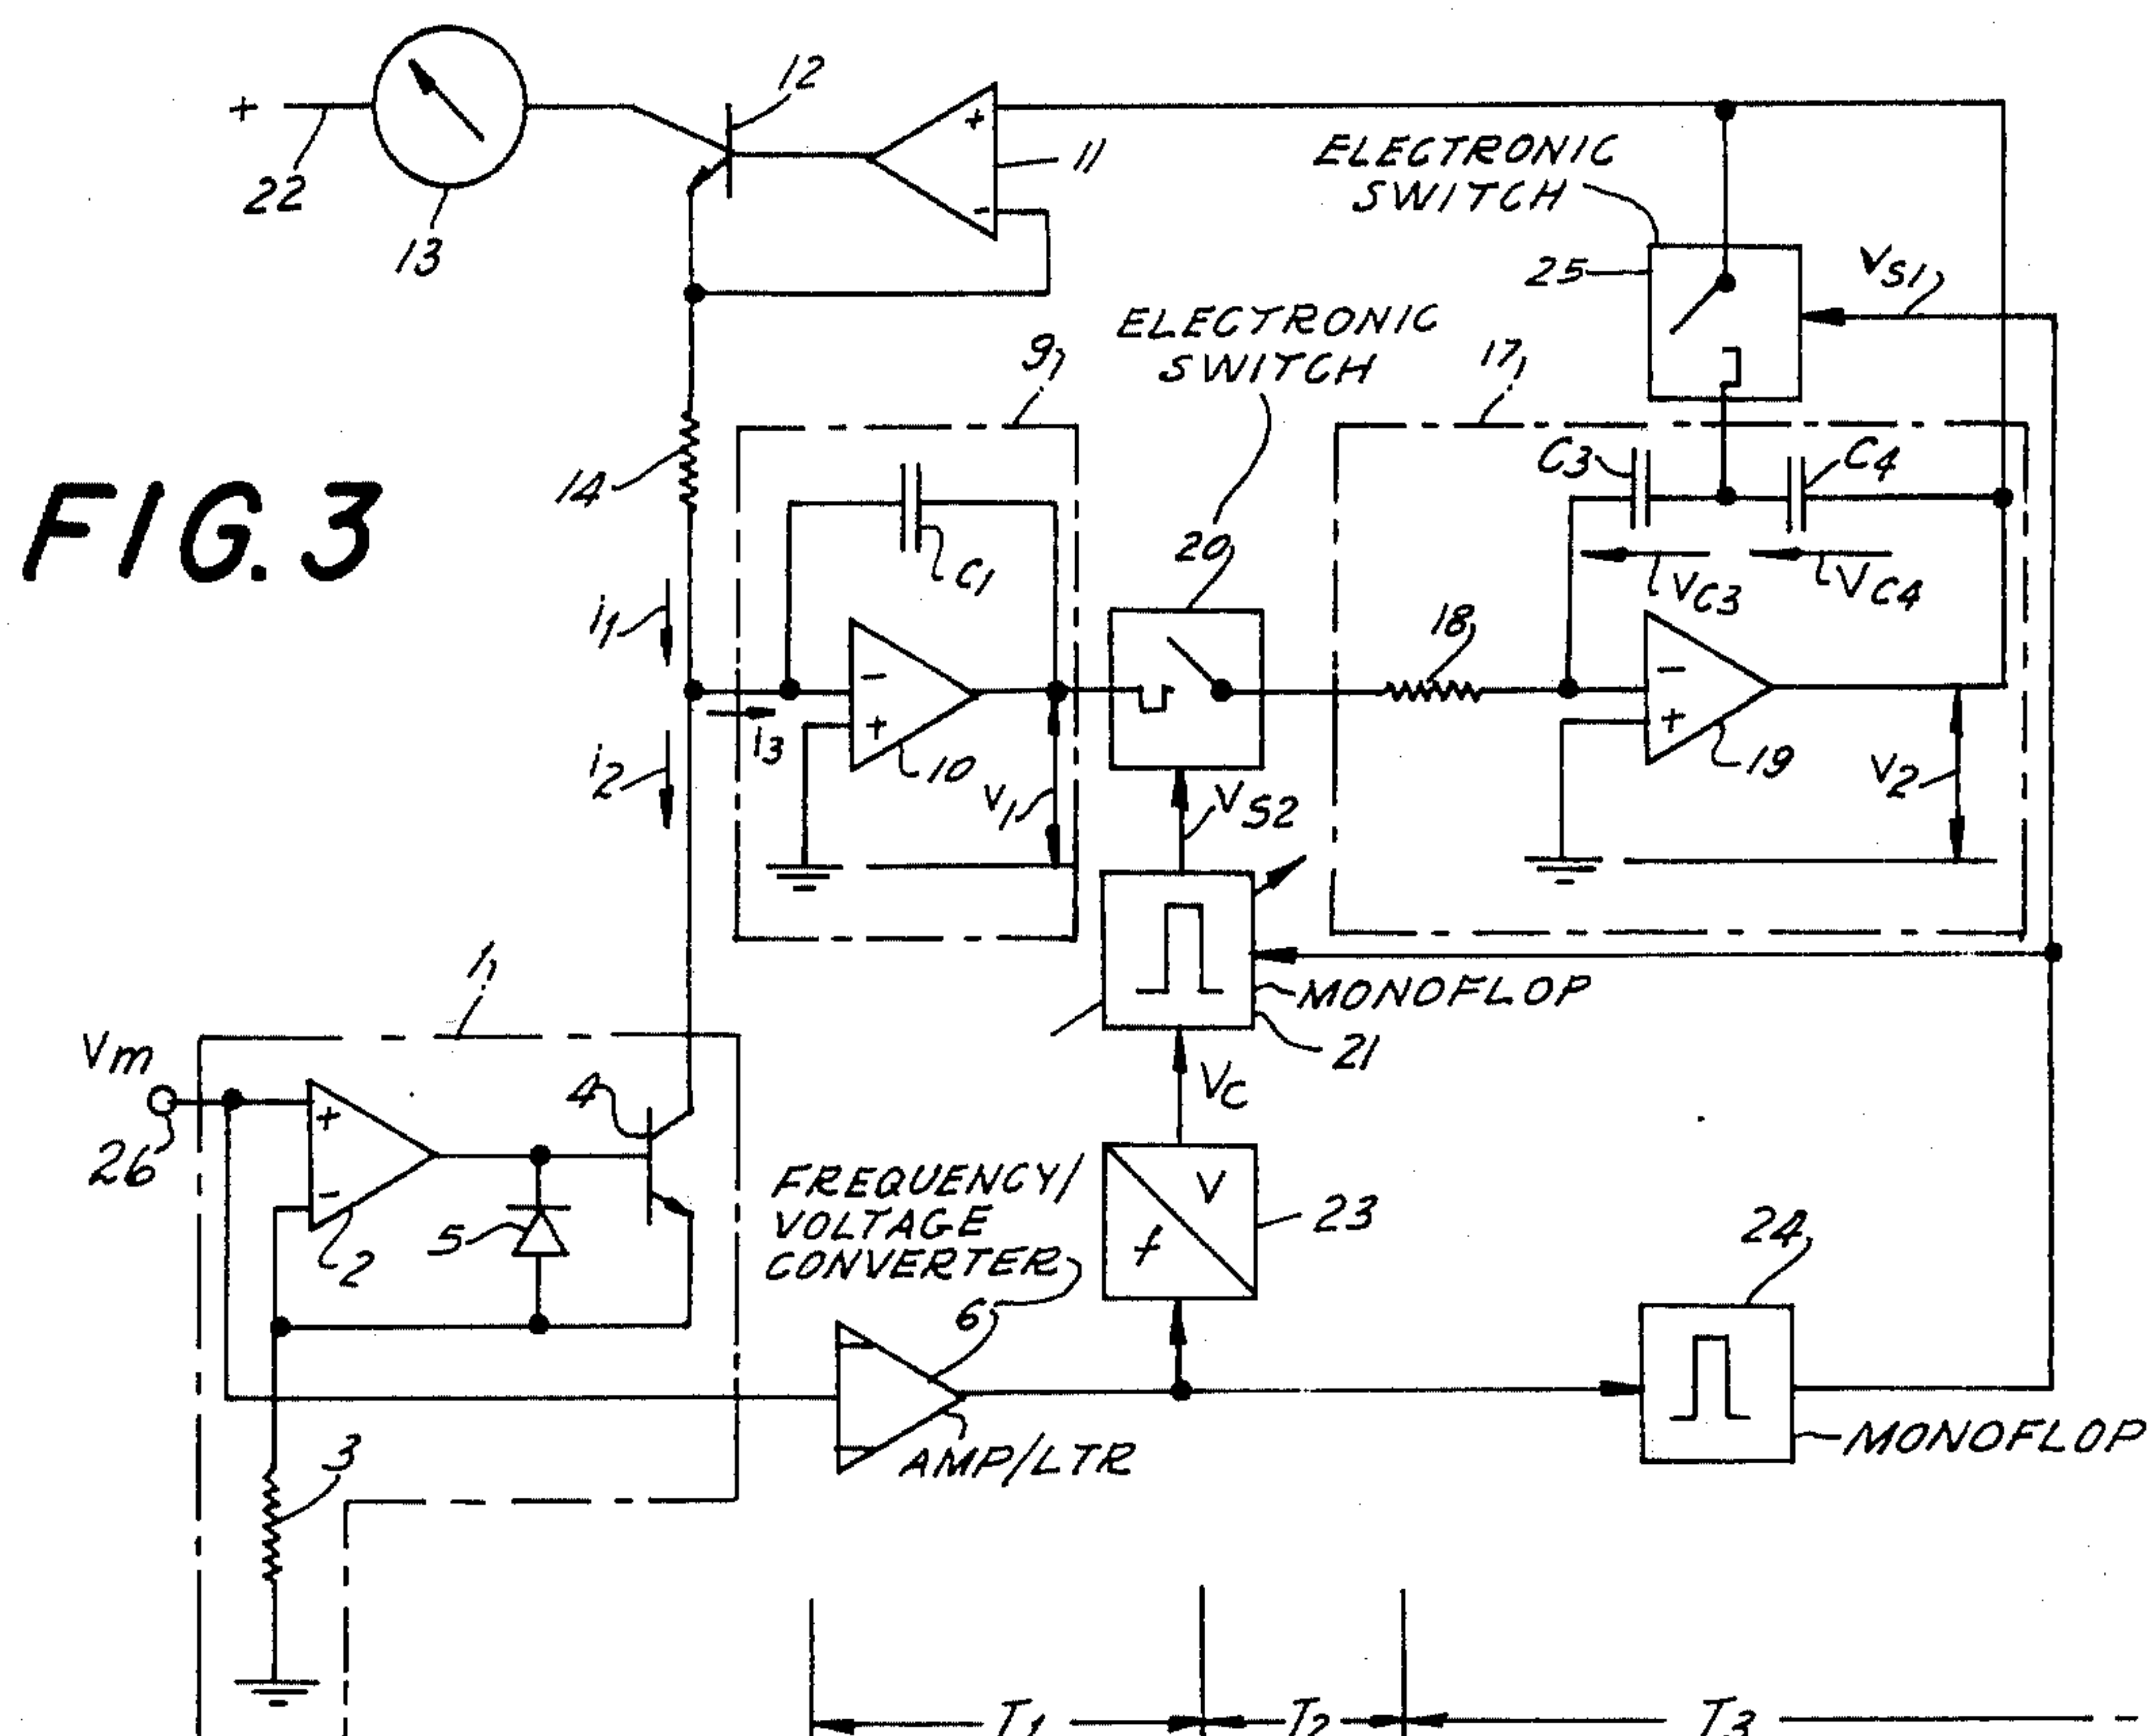 FIG. 3
+
22
13
12
+
-
11
ELECTRONIC
SWITCH
25
VS1
ELECTRONIC
SWITCH
20
9
17
14
C1
C3
C4
VC3
VC4
i1
i2
i3
-
+
10
V1
VS2
18
-
+
19
V2
MONOFLOP
21
VC
1
Vm
26
+
-
2
4
5
3
FREQUENCY/
VOLTAGE
CONVERTER
V
f
23
6
AMP/LTR
24
MONOFLOP
T1
T2
T3